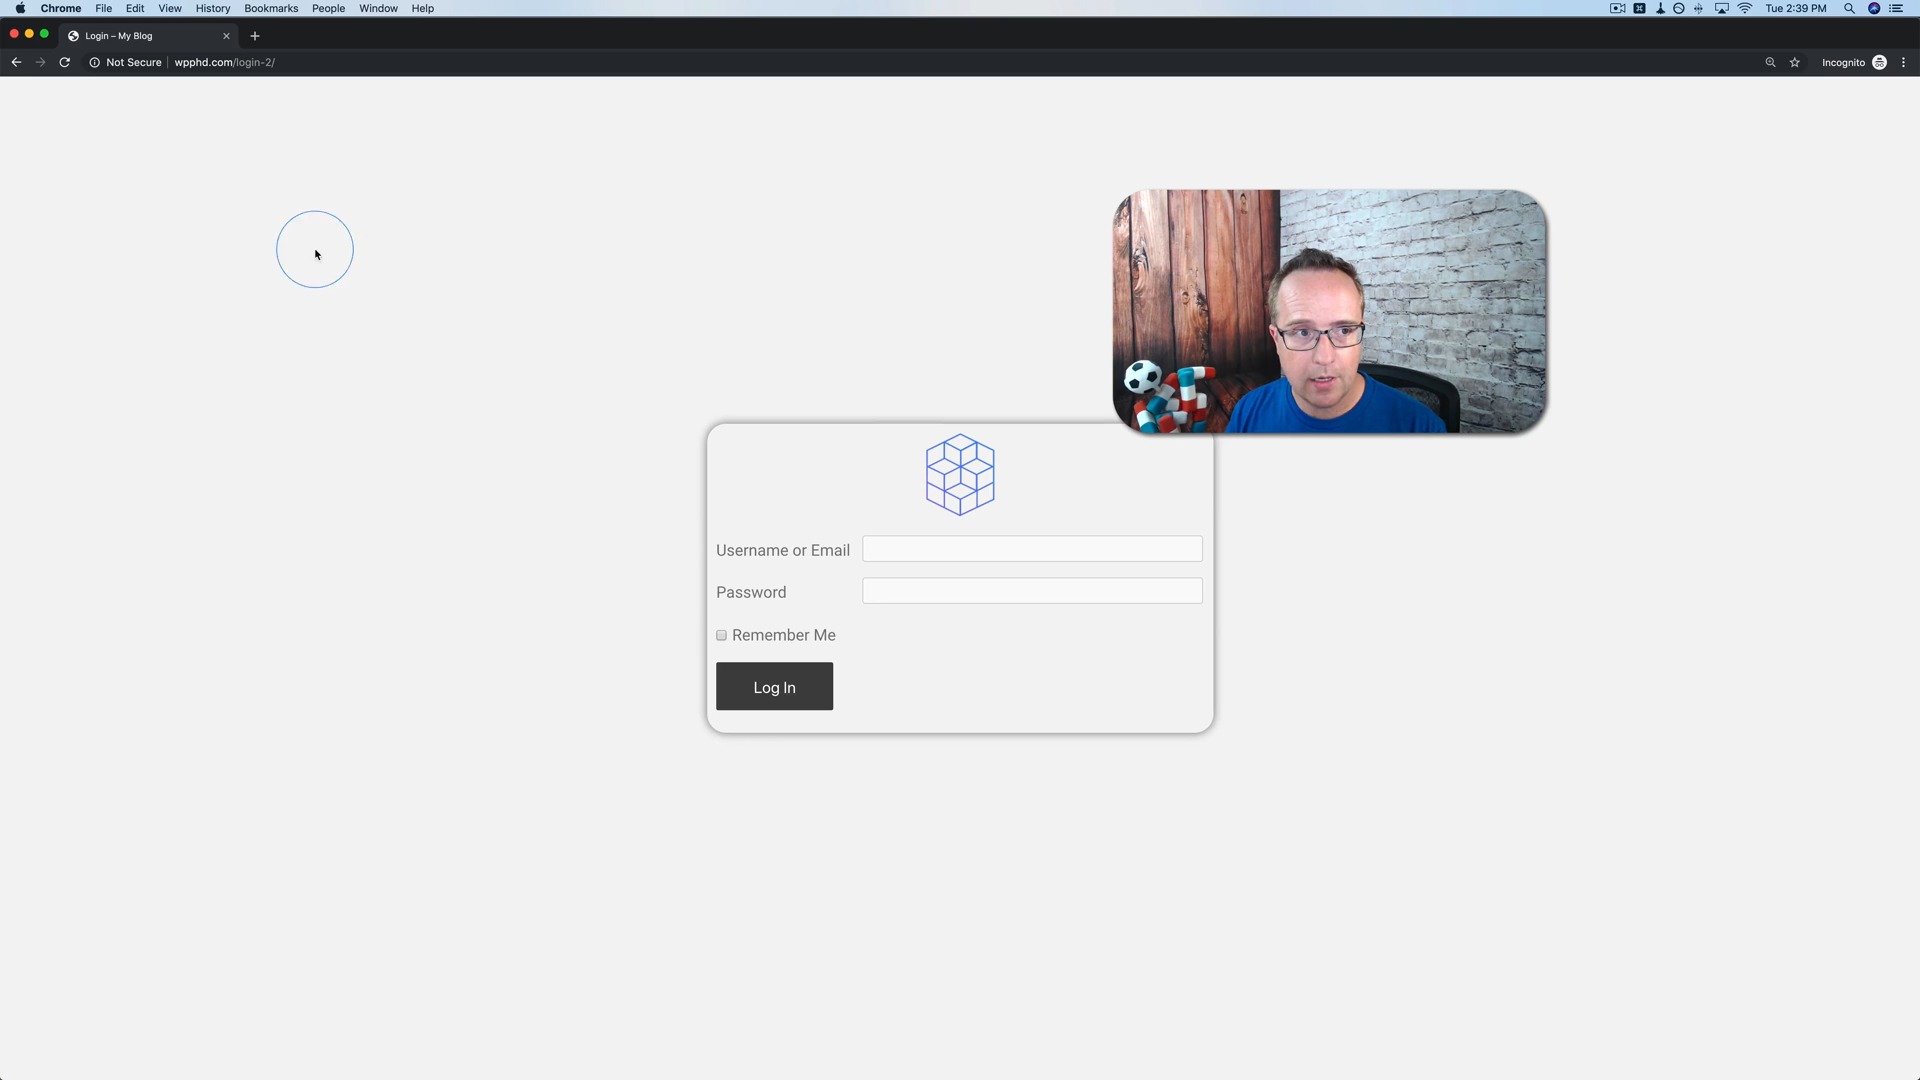 Chrome File Edit View History Bookmarks People Window Help Tue 2:39 PM
Login – My Blog
Not Secure wpphd.com/login-2/ Incognito
Username or Email
Password
Remember Me
Log In